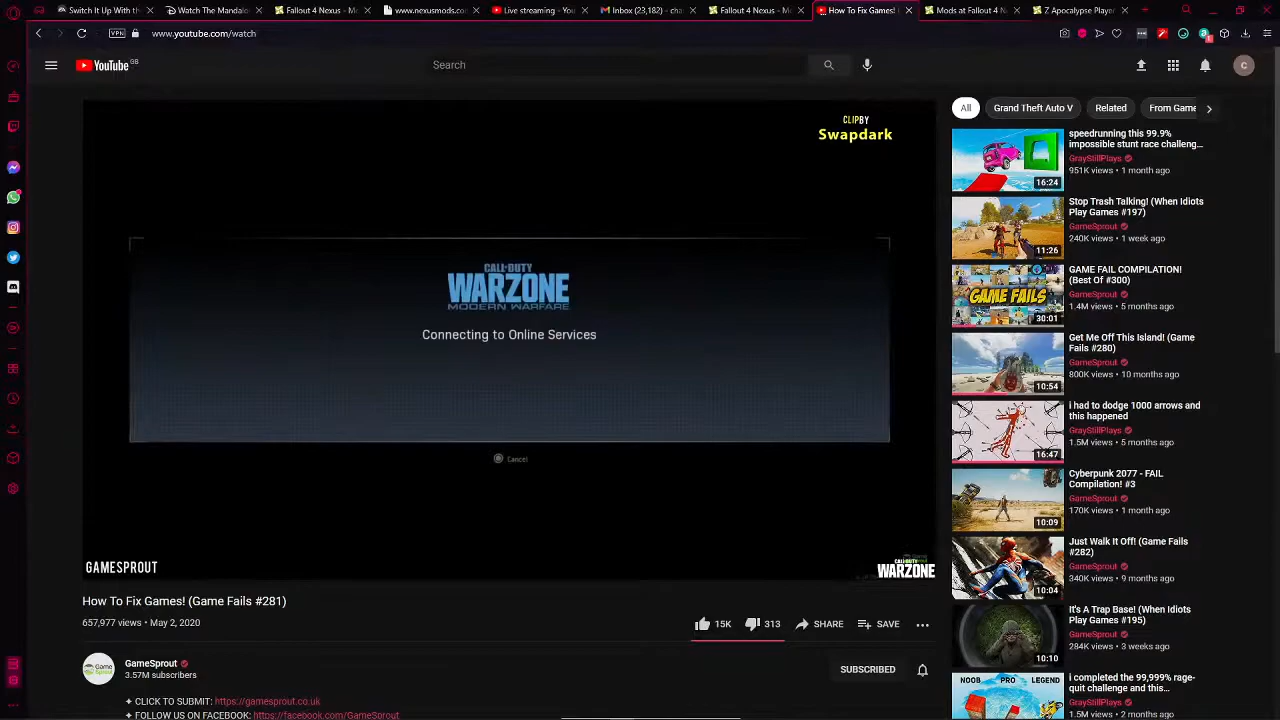 Switch It Up With the
Watch The Mandalo
Fallout 4 Nexus - Mo
www.nexusmods.co
Live streaming - You
Inbox (23,182) - cha
Fallout 4 Nexus - Mo
How To Fix Games! (
Mods at Fallout 4 N
Z Apocalypse Player
VPN
www.youtube.com/watch
YouTube GB
Search
C
CLIP BY
Swapdark
CALL OF DUTY
WARZONE
MODERN WARFARE
Connecting to Online Services
Cancel
GAMESPROUT
WARZONE
How To Fix Games! (Game Fails #281)
657,977 views • May 2, 2020
15K
313
SHARE
SAVE
GameSprout
3.57M subscribers
SUBSCRIBED
✦ CLICK TO SUBMIT: https://gamesprout.co.uk
✦ FOLLOW US ON FACEBOOK: https://facebook.com/GameSprout
All
Grand Theft Auto V
Related
From Game
speedrunning this 99.9%
impossible stunt race challeng...
GrayStillPlays
951K views • 1 month ago
16:24
Stop Trash Talking! (When Idiots
Play Games #197)
GameSprout
240K views • 1 week ago
11:26
GAME FAIL COMPILATION!
(Best Of #300)
GameSprout
1.4M views • 5 months ago
GAME FAILS
30:01
Get Me Off This Island! (Game
Fails #280)
GameSprout
800K views • 10 months ago
10:54
i had to dodge 1000 arrows and
this happened
GrayStillPlays
1.5M views • 5 months ago
16:47
Cyberpunk 2077 - FAIL
Compilation! #3
GameSprout
170K views • 1 month ago
10:09
Just Walk It Off! (Game Fails
#282)
GameSprout
340K views • 9 months ago
10:04
It's A Trap Base! (When Idiots
Play Games #195)
GameSprout
284K views • 3 weeks ago
10:10
i completed the 99,999% rage-
quit challenge and this...
GrayStillPlays
1.5M views • 2 months ago
NOOB PRO LEGEND